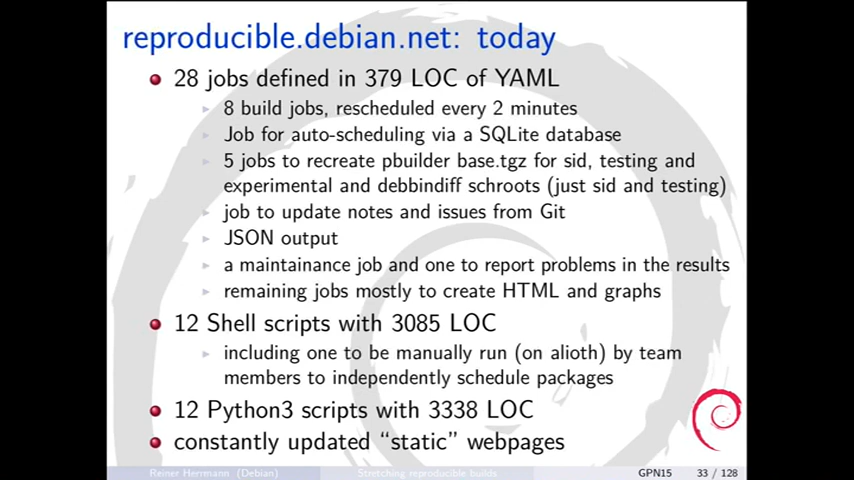 reproducible.debian.net: today
28 jobs defined in 379 LOC of YAML
8 build jobs, rescheduled every 2 minutes
Job for auto-scheduling via a SQLite database
5 jobs to recreate pbuilder base.tgz for sid, testing and
experimental and debbindiff schroots (just sid and testing)
job to update notes and issues from Git
JSON output
a maintainance job and one to report problems in the results
remaining jobs mostly to create HTML and graphs
12 Shell scripts with 3085 LOC
including one to be manually run (on alioth) by team
members to independently schedule packages
12 Python3 scripts with 3338 LOC
constantly updated “static” webpages
Reiner Herrmann (Debian) Stretching reproducible builds GPN15 33 / 128